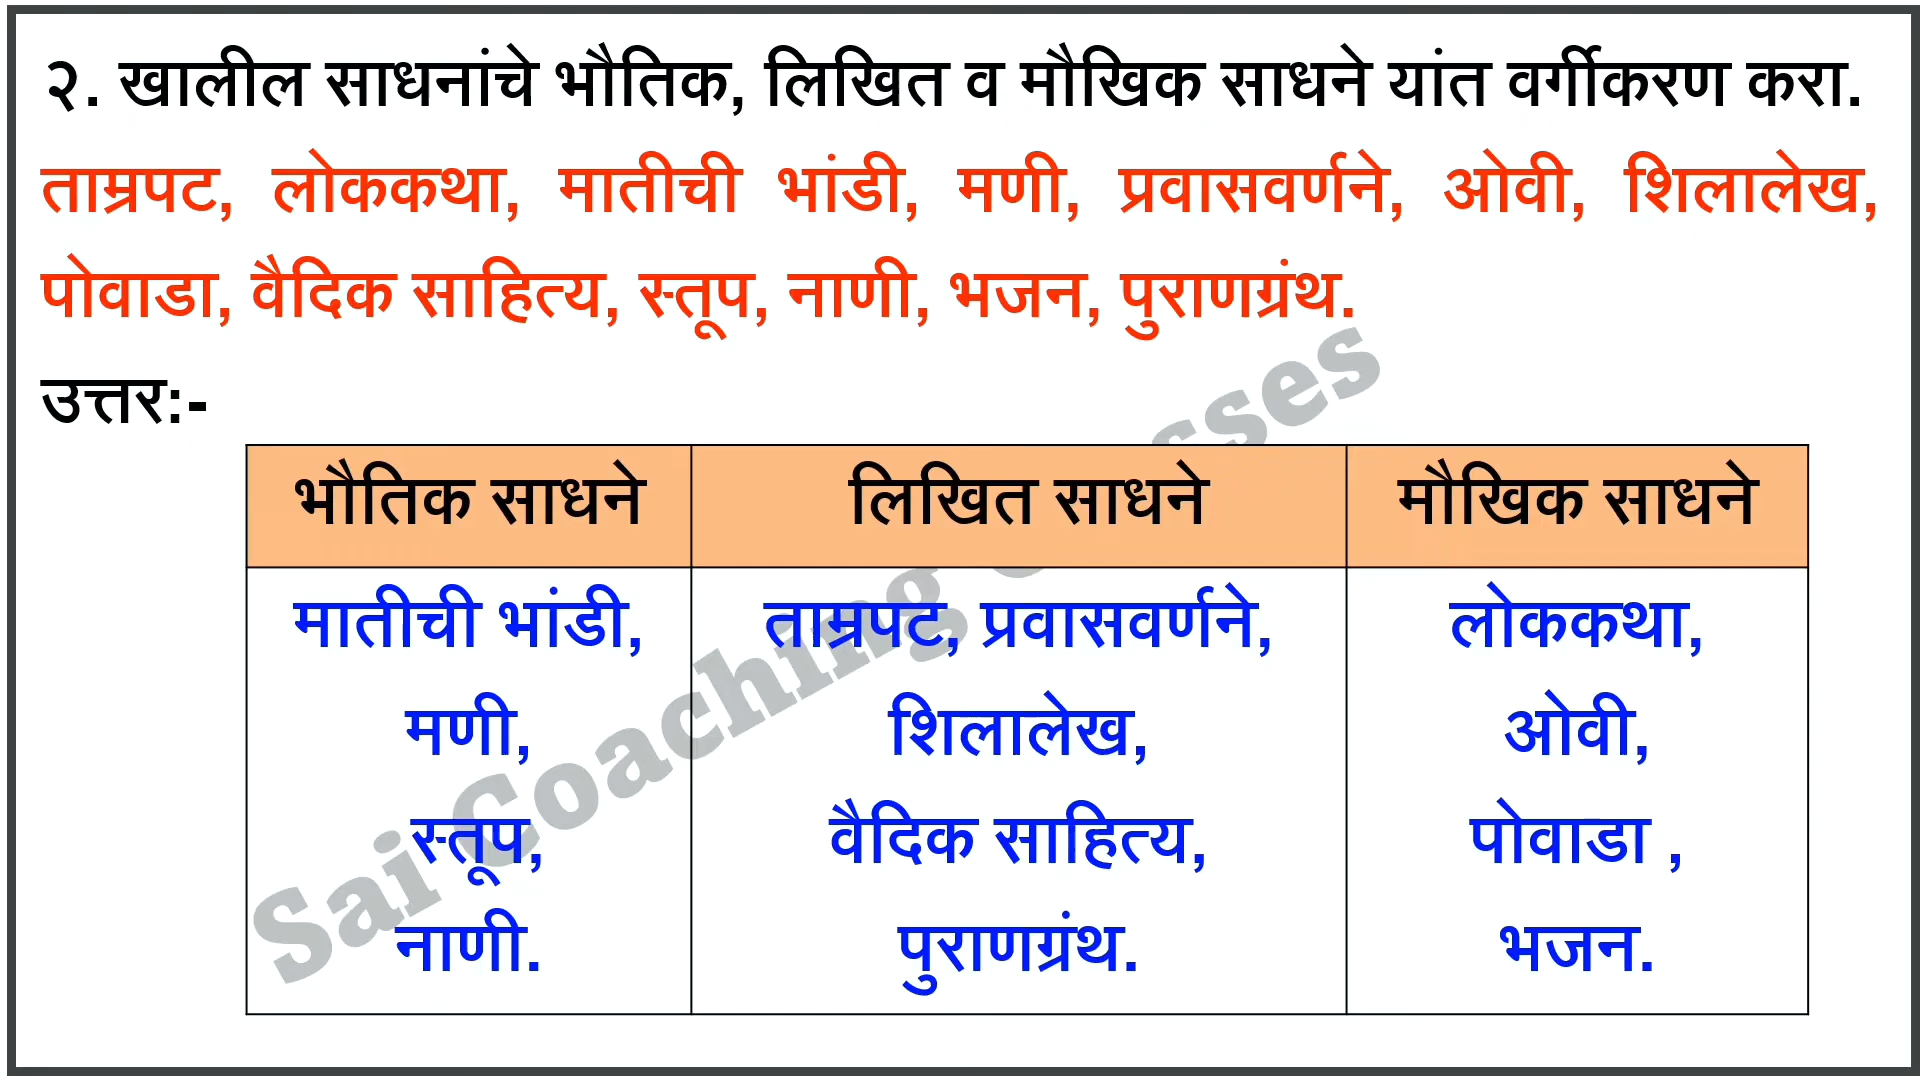 २. खालील साधनांचे भौतिक, लिखित व मौखिक साधने यांत वर्गीकरण करा.
ताम्रपट, लोककथा, मातीची भांडी, मणी, प्रवासवर्णने, ओवी, शिलालेख,
पोवाडा, वैदिक साहित्य, स्तूप, नाणी, भजन, पुराणग्रंथ.
उत्तर:-
भौतिक साधने लिखित साधने मौखिक साधने
मातीची भांडी, ताम्रपट, प्रवासवर्णने, लोककथा,
मणी, शिलालेख, ओवी,
स्तूप, वैदिक साहित्य, पोवाडा ,
नाणी. पुराणग्रंथ. भजन.
Sai Coaching Classes